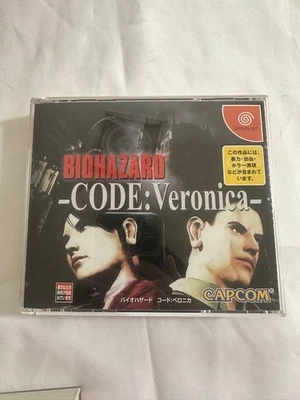 Dreamcast
BIOHAZARD
この作品には、
暴力・出血・
ホラー表現
などが含まれて
います。
-CODE:Veronica-
バイオハザード コード:ベロニカ
CAPCOM